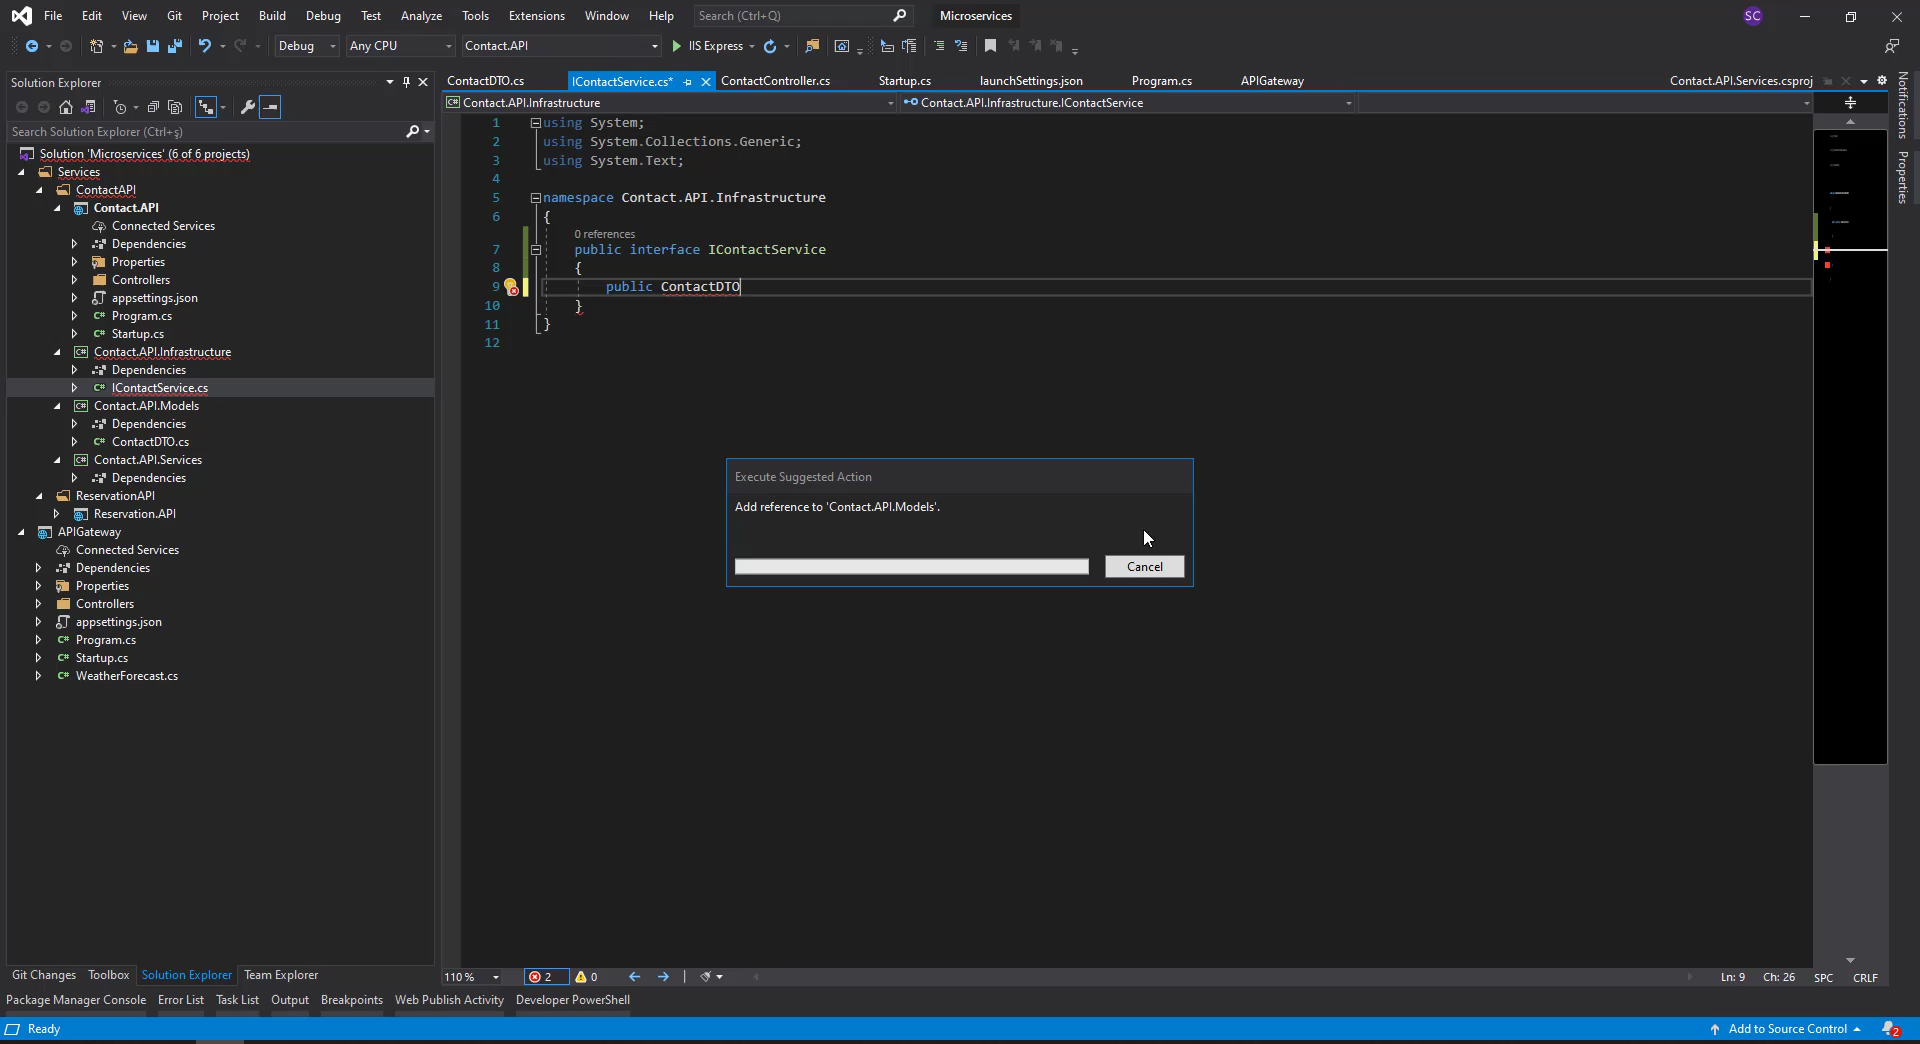 File Edit View Git Project Build Debug Test Analyze Tools Extensions Window Help Search (Ctrl+Q) Microservices SC
Debug Any CPU Contact.API IIS Express
Solution Explorer
Search Solution Explorer (Ctrl+ş)
Solution 'Microservices' (6 of 6 projects)
Services
ContactAPI
Contact.API
Connected Services
Dependencies
Properties
Controllers
appsettings.json
Program.cs
Startup.cs
Contact.API.Infrastructure
Dependencies
IContactService.cs
Contact.API.Models
Dependencies
ContactDTO.cs
Contact.API.Services
Dependencies
ReservationAPI
Reservation.API
APIGateway
Connected Services
Dependencies
Properties
Controllers
appsettings.json
Program.cs
Startup.cs
WeatherForecast.cs
Git Changes Toolbox Solution Explorer Team Explorer
ContactDTO.cs IContactService.cs* ContactController.cs Startup.cs launchSettings.json Program.cs APIGateway Contact.API.Services.csproj
Contact.API.Infrastructure Contact.API.Infrastructure.IContactService
1 using System;
2 using System.Collections.Generic;
3 using System.Text;
4
5 namespace Contact.API.Infrastructure
6 {
0 references
7 public interface IContactService
8 {
9 public ContactDTO
10 }
11 }
12
Execute Suggested Action
Add reference to 'Contact.API.Models'.
Cancel
Notifications
Properties
110 % 2 0 Ln: 9 Ch: 26 SPC CRLF
Package Manager Console Error List Task List Output Breakpoints Web Publish Activity Developer PowerShell
Ready Add to Source Control 2